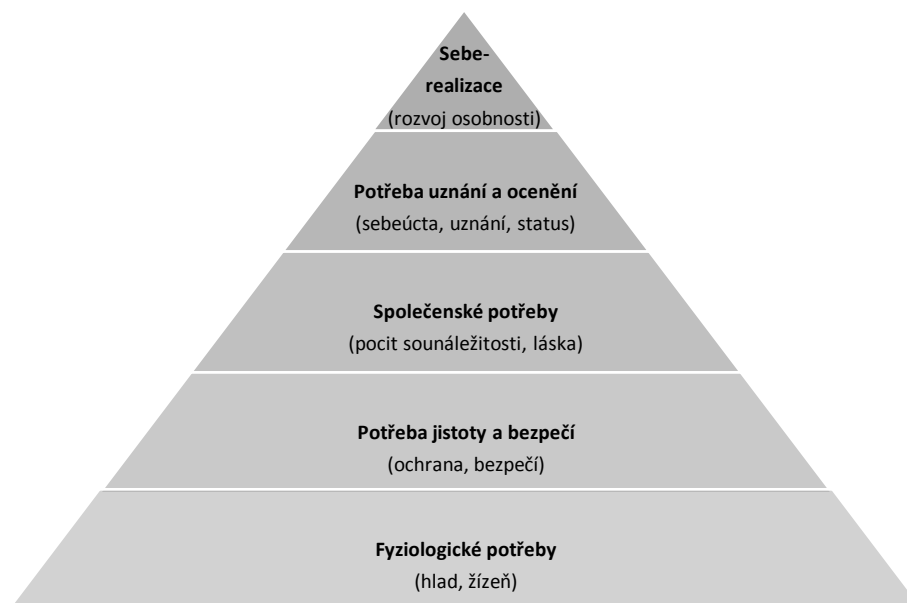 Sebe-
realizace
(rozvoj osobnosti)
Potřeba uznání a ocenění
(sebeúcta, uznání, status)
Společenské potřeby
(pocit sounáležitosti, láska)
Potřeba jistoty a bezpečí
(ochrana, bezpečí)
Fyziologické potřeby
(hlad, žízeň)